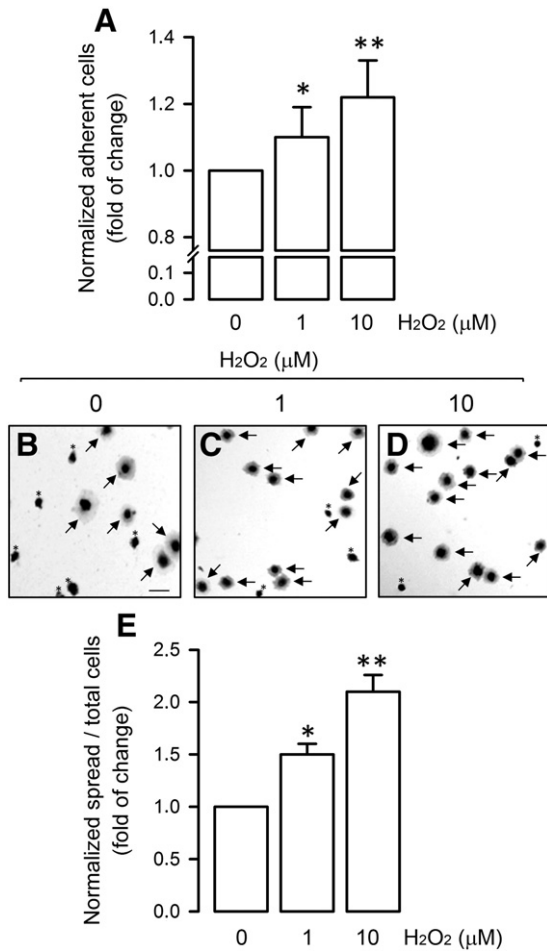 A
Normalized adherent cells
(fold of change)
1.4
1.2
1.0
0.8
0.1
0.0
*
**
0 1 10 H₂O₂ (μM)
H₂O₂ (μM)
0 1 10
B C D
* * * * * *
* * *
* *
E
Normalized spread / total cells
(fold of change)
2.5
2.0
1.5
1.0
0.5
0.0
*
**
0 1 10 H₂O₂ (μM)